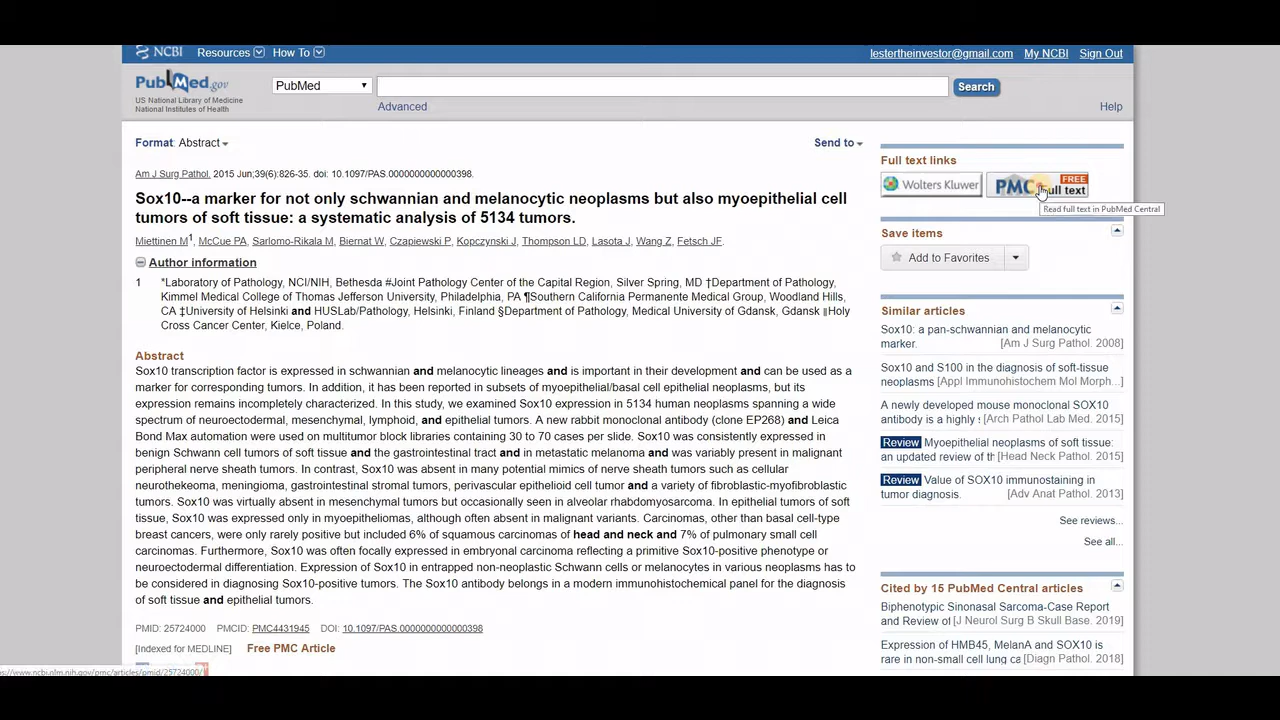 NCBI Resources How To lestertheinvestor@gmail.com My NCBI Sign Out
PubMed.gov
US National Library of Medicine
National Institutes of Health
PubMed
Search
Advanced
Help
Format: Abstract
Send to
Am J Surg Pathol. 2015 Jun;39(6):826-35. doi: 10.1097/PAS.0000000000000398.
Sox10--a marker for not only schwannian and melanocytic neoplasms but also myoepithelial cell
tumors of soft tissue: a systematic analysis of 5134 tumors.
Miettinen M1, McCue PA, Sarlomo-Rikala M, Biernat W, Czapiewski P, Kopczynski J, Thompson LD, Lasota J, Wang Z, Fetsch JF.
Author information
1 *Laboratory of Pathology, NCI/NIH, Bethesda #Joint Pathology Center of the Capital Region, Silver Spring, MD †Department of Pathology,
Kimmel Medical College of Thomas Jefferson University, Philadelphia, PA ¶Southern California Permanente Medical Group, Woodland Hills,
CA ‡University of Helsinki and HUSLab/Pathology, Helsinki, Finland §Department of Pathology, Medical University of Gdansk, Gdansk ∥Holy
Cross Cancer Center, Kielce, Poland.
Abstract
Sox10 transcription factor is expressed in schwannian and melanocytic lineages and is important in their development and can be used as a
marker for corresponding tumors. In addition, it has been reported in subsets of myoepithelial/basal cell epithelial neoplasms, but its
expression remains incompletely characterized. In this study, we examined Sox10 expression in 5134 human neoplasms spanning a wide
spectrum of neuroectodermal, mesenchymal, lymphoid, and epithelial tumors. A new rabbit monoclonal antibody (clone EP268) and Leica
Bond Max automation were used on multitumor block libraries containing 30 to 70 cases per slide. Sox10 was consistently expressed in
benign Schwann cell tumors of soft tissue and the gastrointestinal tract and in metastatic melanoma and was variably present in malignant
peripheral nerve sheath tumors. In contrast, Sox10 was absent in many potential mimics of nerve sheath tumors such as cellular
neurothekeoma, meningioma, gastrointestinal stromal tumors, perivascular epithelioid cell tumor and a variety of fibroblastic-myofibroblastic
tumors. Sox10 was virtually absent in mesenchymal tumors but occasionally seen in alveolar rhabdomyosarcoma. In epithelial tumors of soft
tissue, Sox10 was expressed only in myoepitheliomas, although often absent in malignant variants. Carcinomas, other than basal cell-type
breast cancers, were only rarely positive but included 6% of squamous carcinomas of head and neck and 7% of pulmonary small cell
carcinomas. Furthermore, Sox10 was often focally expressed in embryonal carcinoma reflecting a primitive Sox10-positive phenotype or
neuroectodermal differentiation. Expression of Sox10 in entrapped non-neoplastic Schwann cells or melanocytes in various neoplasms has to
be considered in diagnosing Sox10-positive tumors. The Sox10 antibody belongs in a modern immunohistochemical panel for the diagnosis
of soft tissue and epithelial tumors.
PMID: 25724000 PMCID: PMC4431945 DOI: 10.1097/PAS.0000000000000398
[Indexed for MEDLINE] Free PMC Article
Full text links
Wolters Kluwer
PMC FREE Full text
Read full text in PubMed Central
Save items
Add to Favorites
Similar articles
Sox10: a pan-schwannian and melanocytic
marker. [Am J Surg Pathol. 2008]
Sox10 and S100 in the diagnosis of soft-tissue
neoplasms [Appl Immunohistochem Mol Morph...]
A newly developed mouse monoclonal SOX10
antibody is a highly s [Arch Pathol Lab Med. 2015]
Review Myoepithelial neoplasms of soft tissue:
an updated review of th [Head Neck Pathol. 2015]
Review Value of SOX10 immunostaining in
tumor diagnosis. [Adv Anat Pathol. 2013]
See reviews...
See all...
Cited by 15 PubMed Central articles
Biphenotypic Sinonasal Sarcoma-Case Report
and Review of [J Neurol Surg B Skull Base. 2019]
Expression of HMB45, MelanA and SOX10 is
rare in non-small cell lung ca [Diagn Pathol. 2018]
s://www.ncbi.nlm.nih.gov/pmc/articles/pmid/25724000/